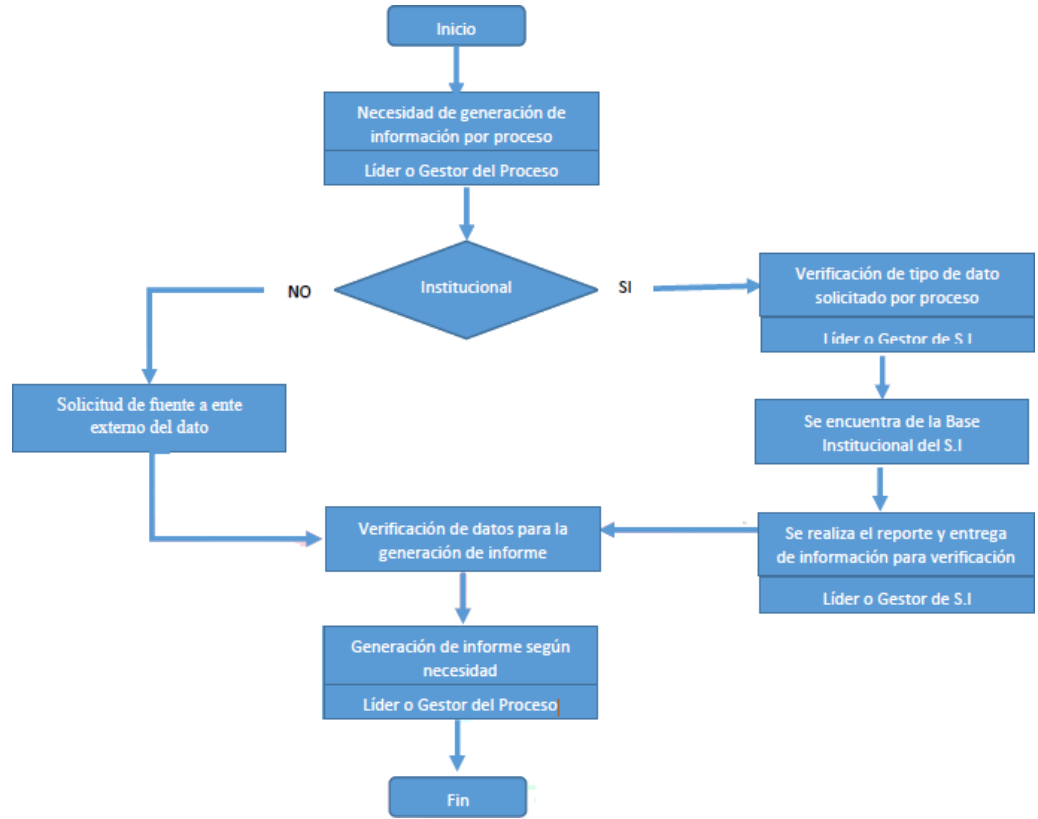 Inicio
Necesidad de generación de
información por proceso
Líder o Gestor del Proceso
Institucional
NO
SI
Verificación de tipo de dato
solicitado por proceso
Líder o Gestor de S.I
Solicitud de fuente a ente
externo del dato
Se encuentra de la Base
Institucional del S.I
Verificación de datos para la
generación de informe
Se realiza el reporte y entrega
de información para verificación
Líder o Gestor de S.I
Generación de informe según
necesidad
Líder o Gestor del Proceso
Fin